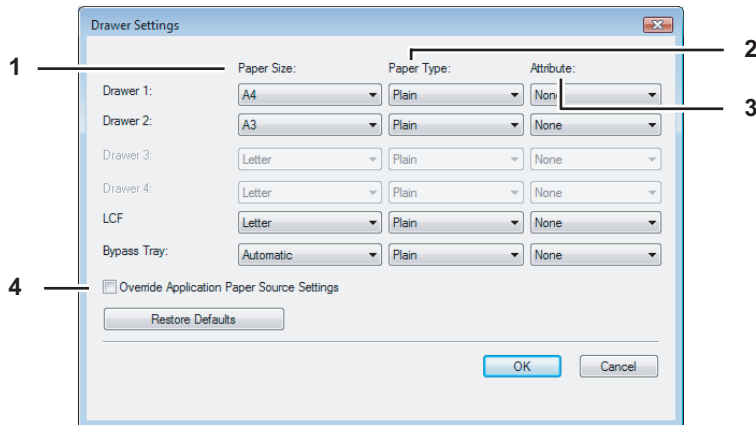 Drawer Settings
1
2
3
4
Paper Size: Paper Type: Attribute:
Drawer 1: A4 Plain None
Drawer 2: A3 Plain None
Drawer 3: Letter Plain None
Drawer 4: Letter Plain None
LCF Letter Plain None
Bypass Tray: Automatic Plain None
Override Application Paper Source Settings
Restore Defaults
OK Cancel